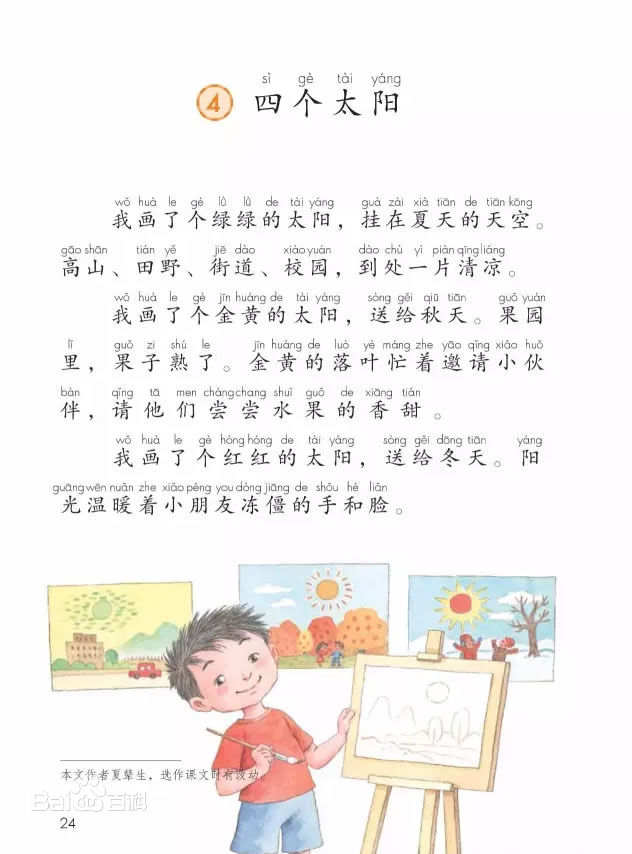 sì gè tài yáng
4 四个太阳
wǒ huà le gè lǜ lǜ de tài yáng guà zài xià tiān de tiān kōng
我画了个绿绿的太阳，挂在夏天的天空。
gāo shān tián yě jiē dào xiào yuán dào chù yí piàn qīng liáng
高山、田野、街道、校园，到处一片清凉。
wǒ huà le gè jīn huáng de tài yáng sòng gěi qiū tiān guǒ yuán
我画了个金黄的太阳，送给秋天。果园
lǐ guǒ zi shú le jīn huáng de luò yè máng zhe yāo qǐng xiǎo huǒ
里，果子熟了。金黄的落叶忙着邀请小伙
bàn qǐng tā men cháng chang shuǐ guǒ de xiāng tián
伴，请他们尝尝水果的香甜。
wǒ huà le gè hóng hóng de tài yáng sòng gěi dōng tiān yáng
我画了个红红的太阳，送给冬天。阳
guāng wēn nuǎn zhe xiǎo péng you dòng jiāng de shǒu hé liǎn
光温暖着小朋友冻僵的手和脸。
本文作者夏辇生，选作课文时有改动。
Bai百科
24